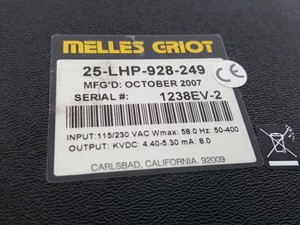 MELLES GRIOT
25-LHP-928-249
MFG'D: OCTOBER 2007
SERIAL #: 1238EV-2
CE
INPUT:115/230 VAC Wmax: 58.0 Hz: 50-400
OUTPUT: KVDC: 4.40-5.30 mA: 8.0
CARLSBAD, CALIFORNIA 92009